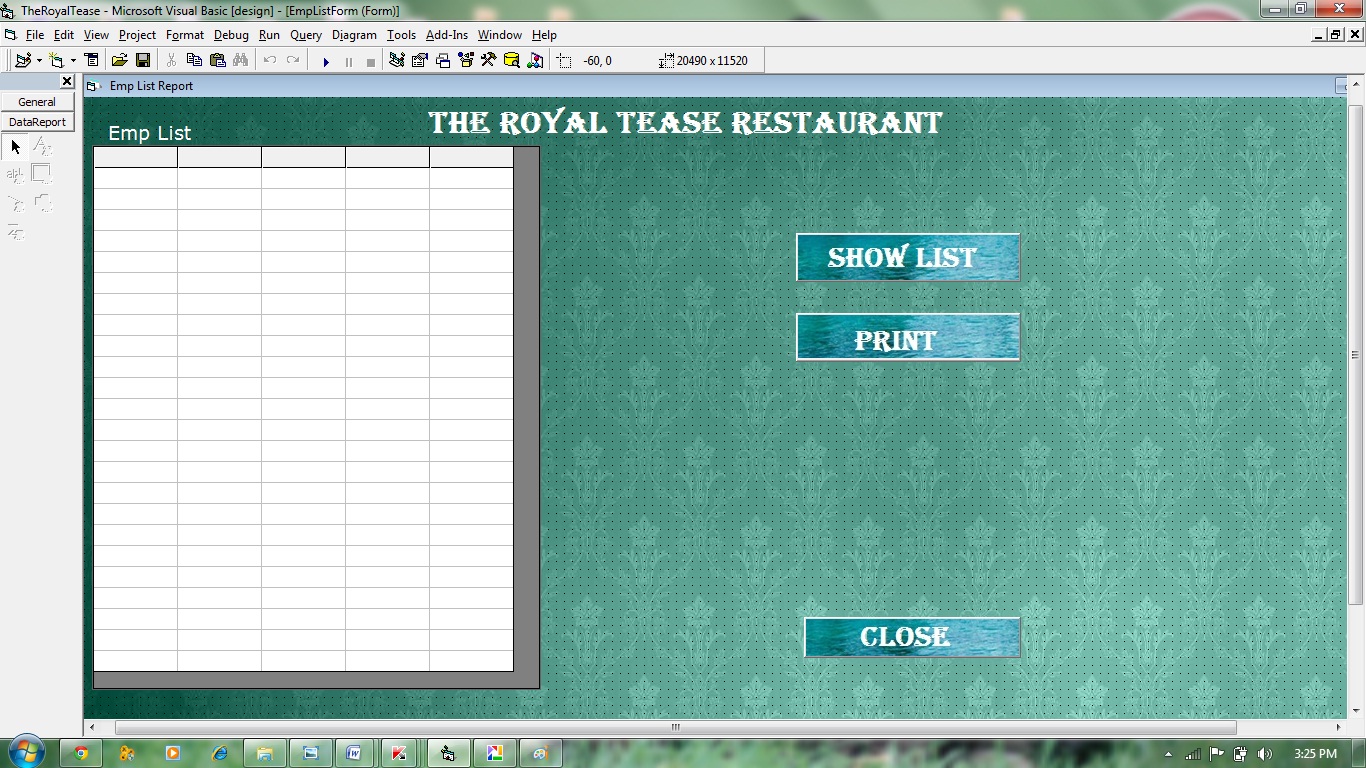 TheRoyalTease - Microsoft Visual Basic [design] - [EmpListForm (Form)]
File Edit View Project Format Debug Run Query Diagram Tools Add-Ins Window Help
-60, 0 20490 x 11520
General
DataReport
Emp List Report
THE ROYAL TEASE RESTAURANT
Emp List
SHOW LIST
PRINT
CLOSE
3:25 PM